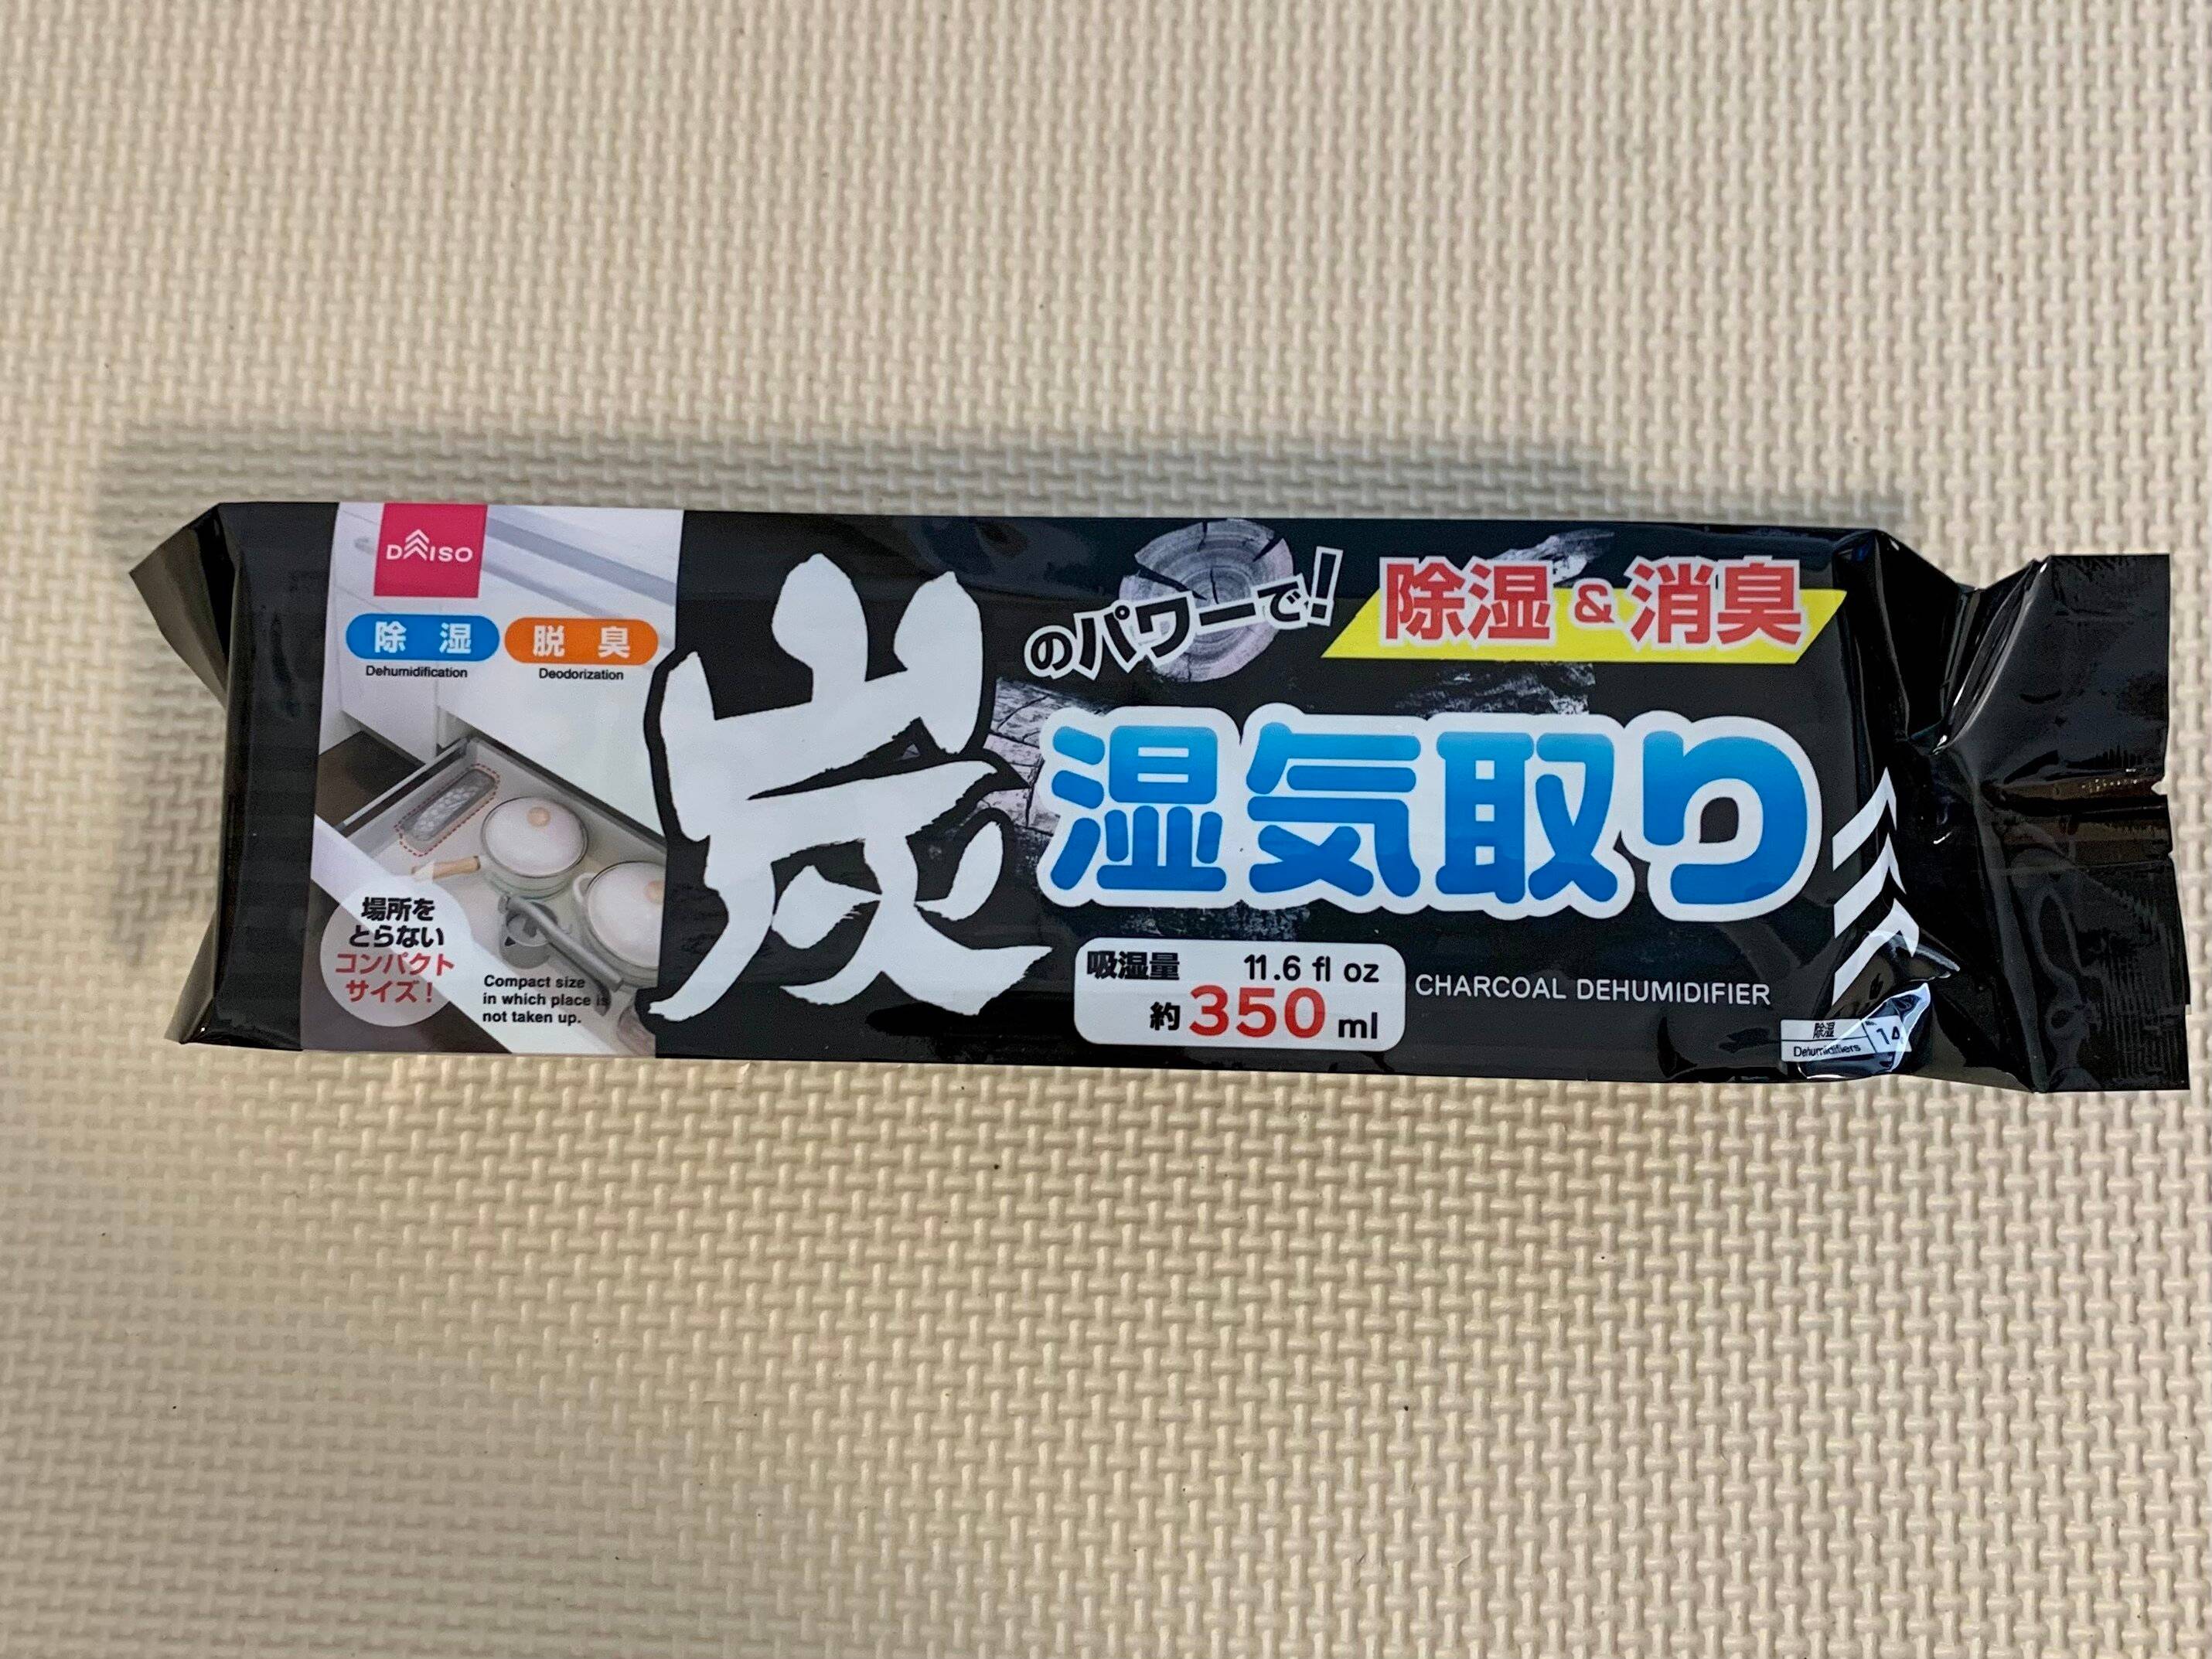 DAISO
除湿 脱臭
Dehumidification Deodorization
炭のパワーで!
除湿&消臭
湿気取り
場所を
とらない
コンパクト
サイズ!
Compact size
in which place is
not taken up.
吸湿量 11.6 fl oz
約350ml
CHARCOAL DEHUMIDIFIER
除湿
Dehumidifiers 14